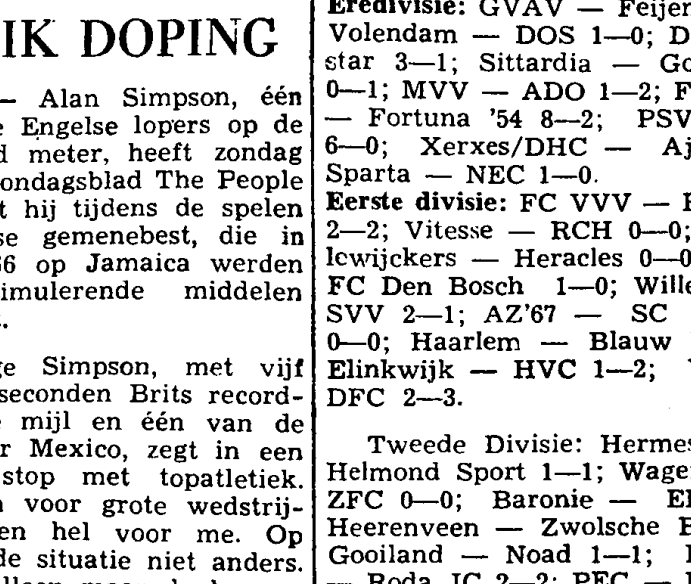 IK DOPING
— Alan Simpson, één
Engelse lopers op de
meter, heeft zondag
ondagsblad The People
hij tijdens de spelen
se gemenebest, die in
66 op Jamaica werden
imulerende middelen
.
ge Simpson, met vijf
seconden Brits record-
mijl en één van de
r Mexico, zegt in een
stop met topatletiek.
voor grote wedstrij-
en hel voor me. Op
de situatie niet anders.
Eredivisie: GVAV — Feijen
Volendam — DOS 1—0; D
star 3—1; Sittardia — Go
0—1; MVV — ADO 1—2; F
— Fortuna '54 8—2; PSV
6—0; Xerxes/DHC — Aj
Sparta — NEC 1—0.
Eerste divisie: FC VVV —
2—2; Vitesse — RCH 0—0;
lewijckers — Heracles 0—0
FC Den Bosch 1—0; Wille
SVV 2—1; AZ'67 — SC
0—0; Haarlem — Blauw
Elinkwijk — HVC 1—2;
DFC 2—3.
Tweede Divisie: Hermes
Helmond Sport 1—1; Wage
ZFC 0—0; Baronie — El
Heerenveen — Zwolsche B
Gooiland — Noad 1—1;
— Roda JC 2—2; PEC —